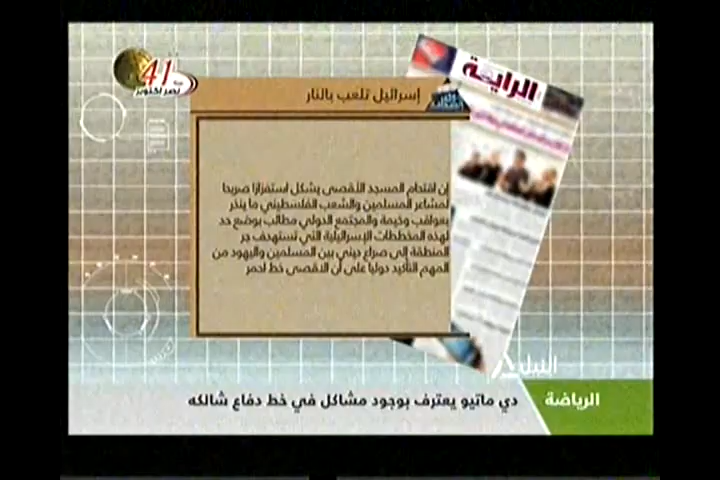 41
نصر أكتوبر
الراية
إسرائيل تلعب بالنار
إن اقتحام المسجد الأقصى يشكل استفزازا صريحا
لمشاعر المسلمين والشعب الفلسطيني ما ينذر
بعواقب وخيمة والمجتمع الدولي مطالب بوضع حد
لهذه المخططات الإسرائيلية التي تستهدف جر
المنطقة إلى صراع ديني بين المسلمين واليهود من
المهم التأكيد دوليا على أن الاقصى خط احمر
النيل
الرياضة
دي ماتيو يعترف بوجود مشاكل في خط دفاع شالكه